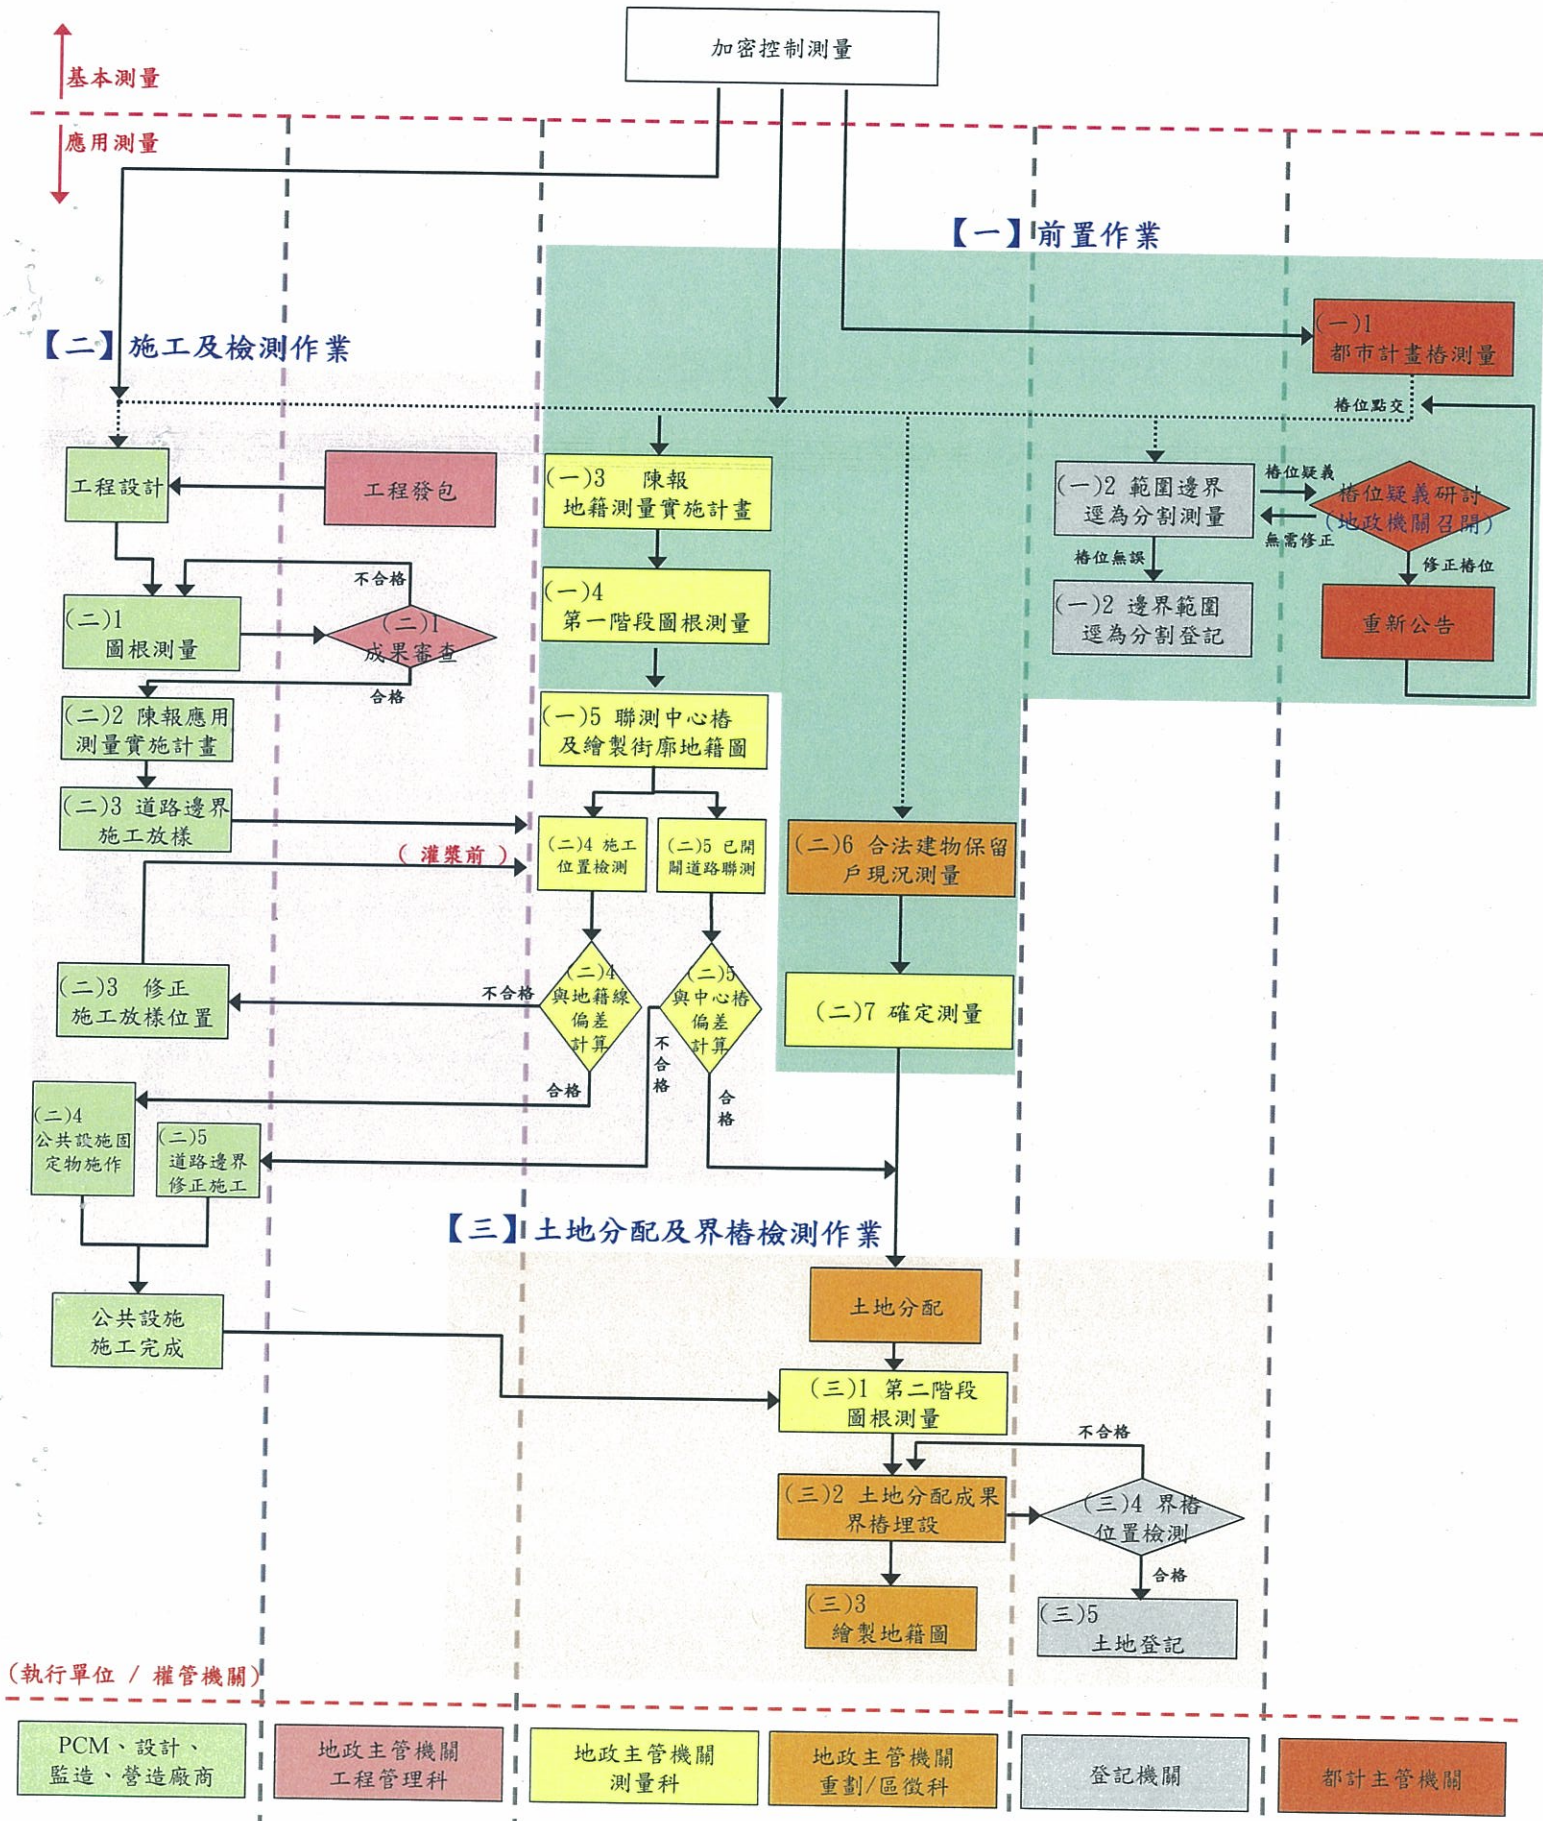 加密控制測量
基本測量
應用測量
【一】前置作業
(一)1
都市計畫樁測量
【二】施工及檢測作業
樁位點交
工程設計
工程發包
(一)3 陳報
地籍測量實施計畫
(一)2 範圍邊界
逕為分割測量
樁位疑義
樁位疑義研討
(地政機關召開)
無需修正
樁位無誤
修正樁位
不合格
(一)4
第一階段圖根測量
(一)2 邊界範圍
逕為分割登記
重新公告
(二)1
圖根測量
(二)1
成果審查
合格
(二)2 陳報應用
測量實施計畫
(一)5 聯測中心樁
及繪製街廓地籍圖
(二)3 道路邊界
施工放樣
(灌漿前)
(二)4 施工
位置檢測
(二)5 已開
闢道路聯測
(二)6 合法建物保留
戶現況測量
(二)3 修正
施工放樣位置
不合格
(二)4
與地籍線
偏差
計算
(二)5
與中心樁
偏差
計算
(二)7 確定測量
不
合
格
合格
合
格
(二)4
公共設施固
定物施作
(二)5
道路邊界
修正施工
【三】土地分配及界樁檢測作業
公共設施
施工完成
土地分配
(三)1 第二階段
圖根測量
不合格
(三)2 土地分配成果
界樁埋設
(三)4 界樁
位置檢測
合格
(三)3
繪製地籍圖
(三)5
土地登記
(執行單位 / 權管機關)
PCM、設計、
監造、營造廠商
地政主管機關
工程管理科
地政主管機關
測量科
地政主管機關
重劃/區徵科
登記機關
都計主管機關